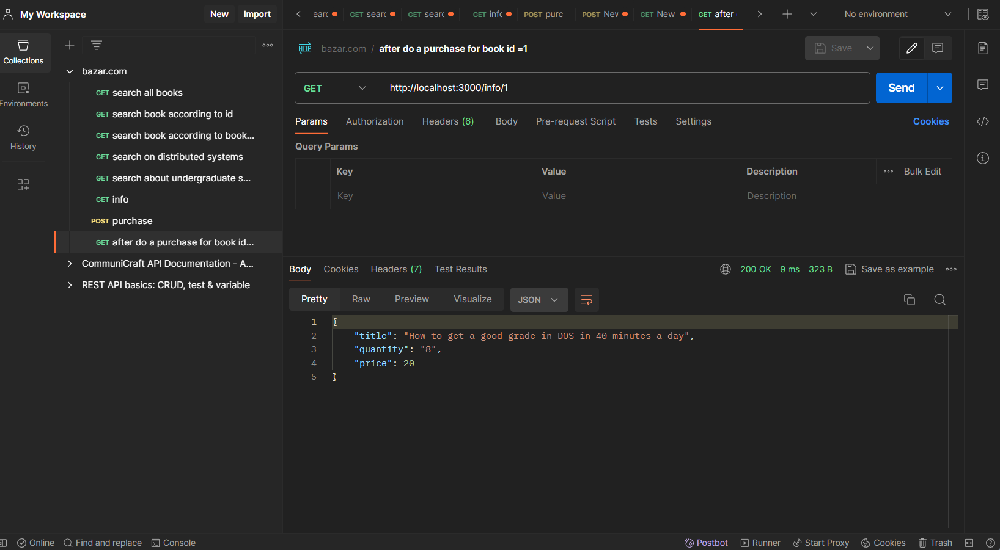 My Workspace
New
Import
GET searc
GET searc
GET info
POST purc
POST New
GET New
GET after
No environment
Collections
Environments
History
bazar.com
GET search all books
GET search book according to id
GET search book according to book...
GET search on distributed systems
GET search about undergraduate s...
GET info
POST purchase
GET after do a purchase for book id...
CommuniCraft API Documentation - A...
REST API basics: CRUD, test & variable
HTTP bazar.com / after do a purchase for book id =1
Save
GET http://localhost:3000/info/1
Send
Params Authorization Headers (6) Body Pre-request Script Tests Settings Cookies
Query Params
Key Value Description Bulk Edit
Key Value Description
Body Cookies Headers (7) Test Results 200 OK 9 ms 323 B Save as example
Pretty Raw Preview Visualize JSON
1 {
2 "title": "How to get a good grade in DOS in 40 minutes a day",
3 "quantity": "8",
4 "price": 20
5 }
Online Find and replace Console Postbot Runner Start Proxy Cookies Trash